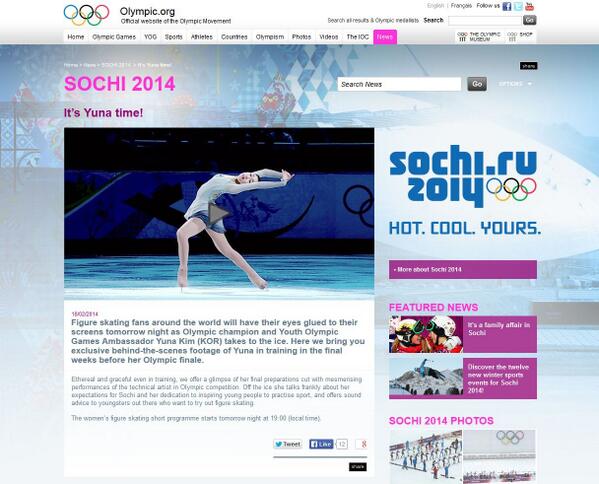 Olympic.org
Official website of the Olympic Movement
English | Français
Follow us
Search all results & Olympic medalists
Search
Go
Home
Olympic Games
YOG
Sports
Athletes
Countries
Olympism
Photos
Videos
The IOC
News
THE OLYMPIC MUSEUM
SHOP
Home > News > SOCHI 2014 > It's Yuna time!
share
SOCHI 2014
Search News
Go
OPTIONS
It's Yuna time!
sochi.ru
2014
HOT. COOL. YOURS.
• More about Sochi 2014
18/02/2014
Figure skating fans around the world will have their eyes glued to their
screens tomorrow night as Olympic champion and Youth Olympic
Games Ambassador Yuna Kim (KOR) takes to the ice. Here we bring you
exclusive behind-the-scenes footage of Yuna in training in the final
weeks before her Olympic finale.
Ethereal and graceful even in training, we offer a glimpse of her final preparations cut with mesmerising
performances of the technical artist in Olympic competition. Off the ice she talks frankly about her
expectations for Sochi and her dedication to inspiring young people to practise sport, and offers sound
advice to youngsters out there who want to try out figure skating.
The women's figure skating short programme starts tomorrow night at 19:00 (local time).
Tweet
Like
12
share
FEATURED NEWS
It's a family affair in
Sochi
Discover the twelve
new winter sports
events for Sochi
2014!
SOCHI 2014 PHOTOS